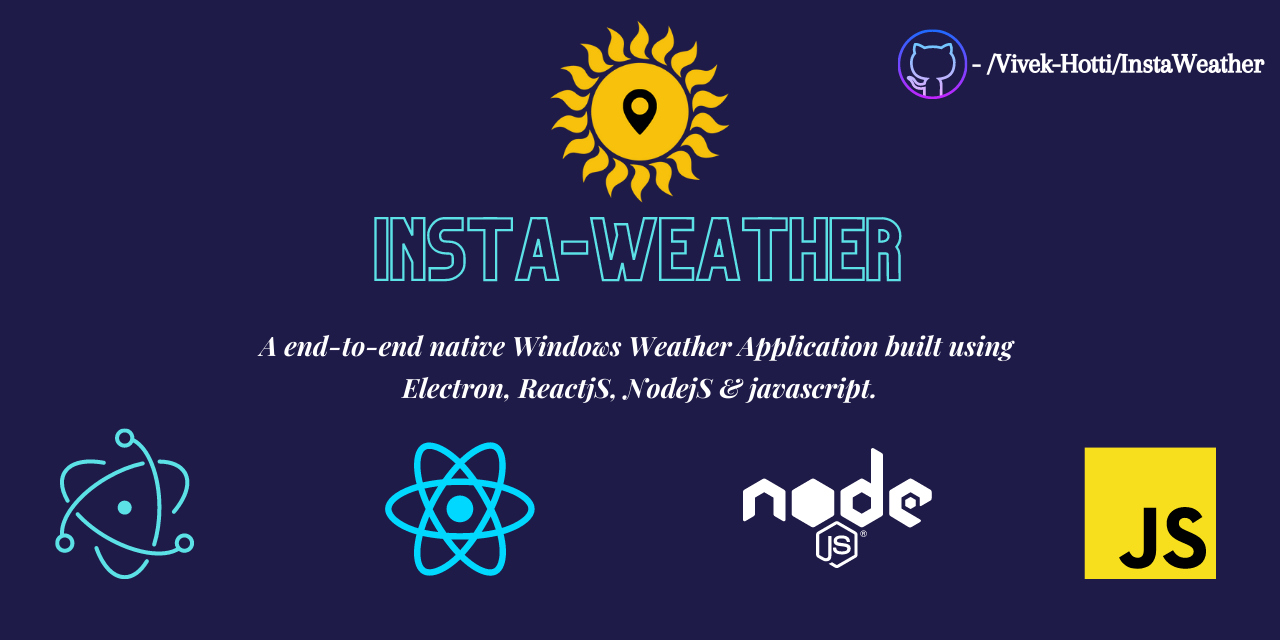 - /Vivek-Hotti/InstaWeather
INSTA-WEATHER
A end-to-end native Windows Weather Application built using
Electron, ReactjS, NodejS & javascript.
node
JS
®
JS